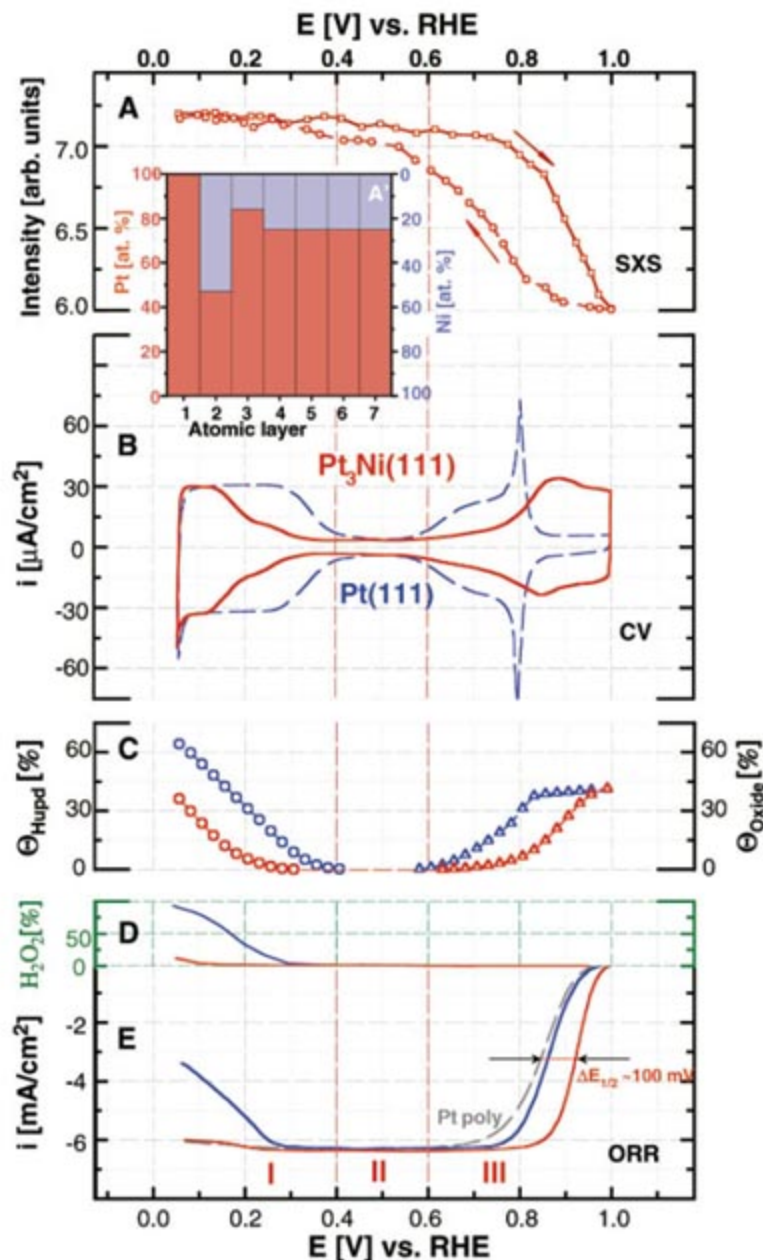 E [V] vs. RHE
0.0 0.2 0.4 0.6 0.8 1.0
A
Intensity [arb. units]
7.0
6.5
6.0
SXS
A'
Pt [at. %]
100
80
60
40
20
0
Ni [at. %]
0
20
40
60
80
100
1 2 3 4 5 6 7
Atomic layer
B
i [μA/cm²]
60
30
0
-30
-60
Pt₃Ni(111)
Pt(111)
CV
C
ΘHupd [%]
60
30
0
ΘOxide [%]
60
30
0
D
H₂O₂[%]
50
0
E
i [mA/cm²]
-2
-4
-6
Pt poly
ΔE1/2 ~100 mV
ORR
I II III
0.0 0.2 0.4 0.6 0.8 1.0
E [V] vs. RHE